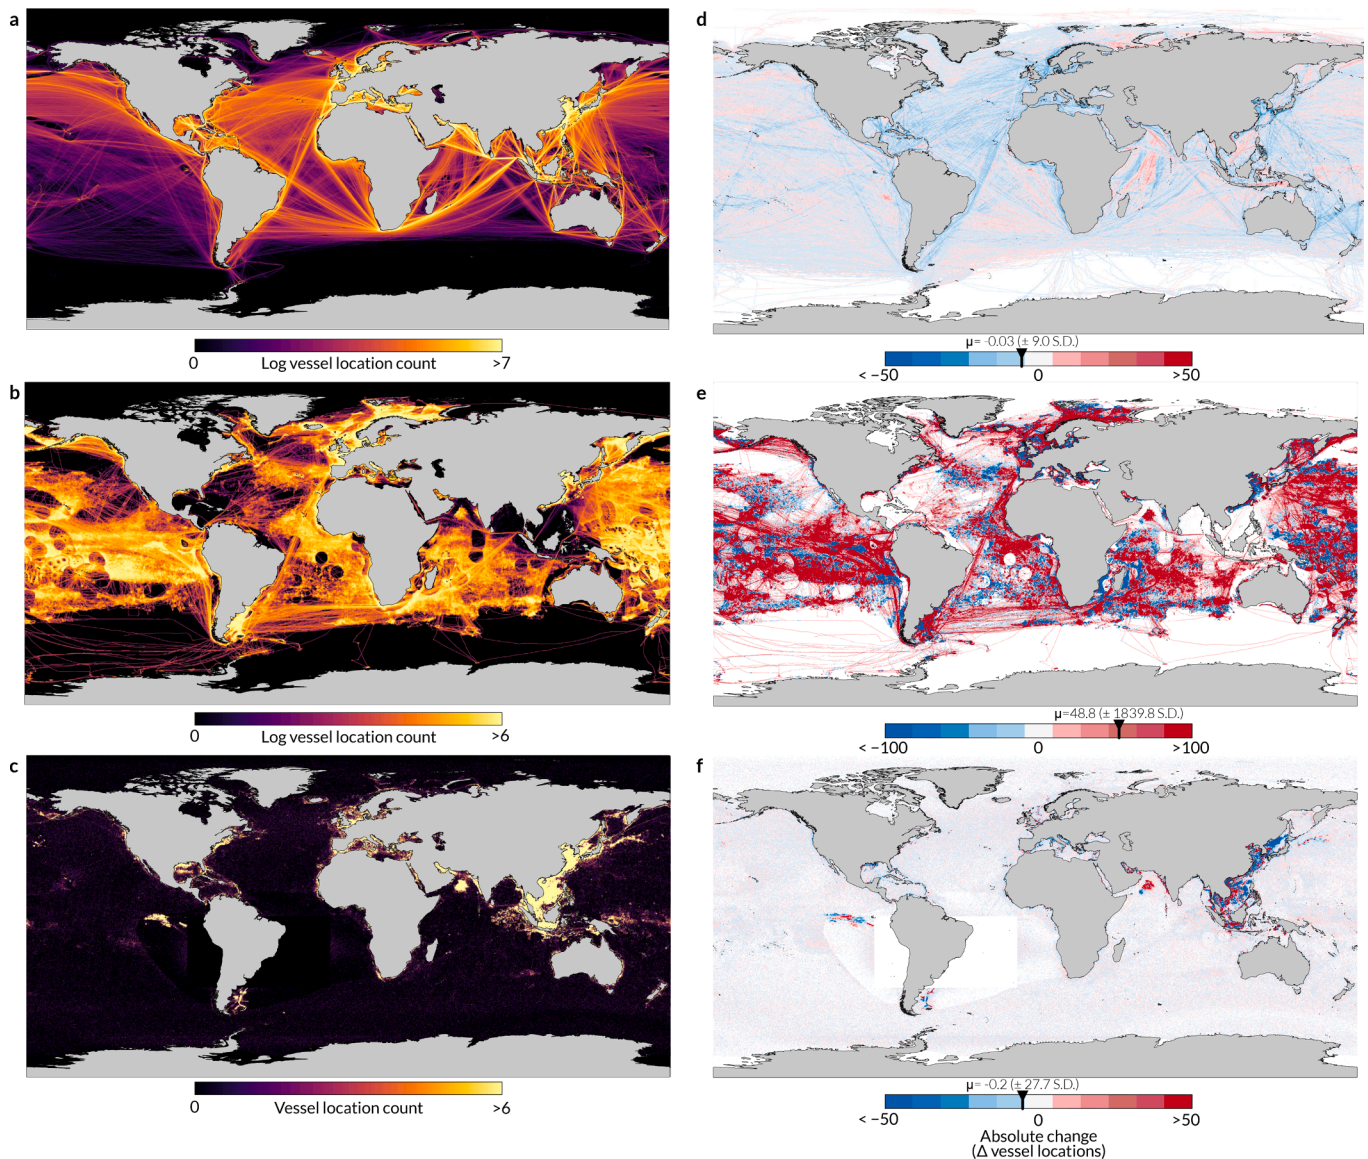 a
0
Log vessel location count
>7
d
μ= -0.03 (± 9.0 S.D.)
< −50
0
>50
b
0
Log vessel location count
>6
e
μ=48.8 (± 1839.8 S.D.)
< −100
0
>100
c
0
Vessel location count
>6
f
μ= -0.2 (± 27.7 S.D.)
< −50
0
>50
Absolute change
(Δ vessel locations)